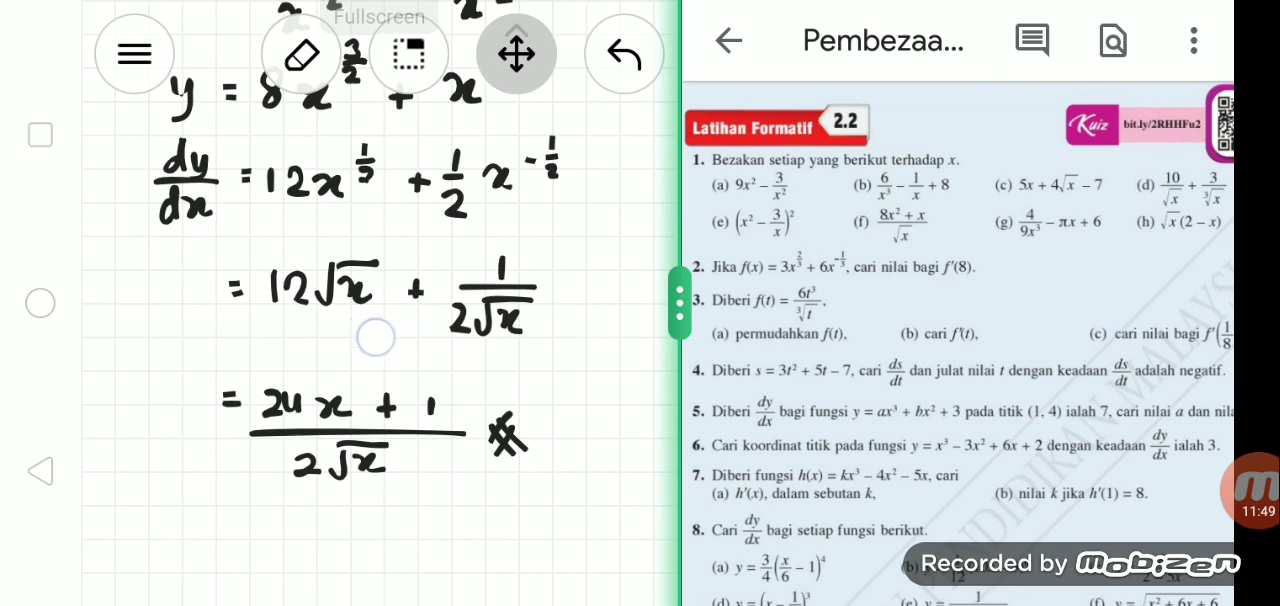 Fullscreen
y = 8x^{3/2} + x
dy/dx = 12x^{1/2} + 1/2 x^{-1/2}
= 12√x + 1/(2√x)
= (24x + 1)/(2√x)
Pembezaa...
Latihan Formatif 2.2
Kuiz bit.ly/2RHHFu2
1. Bezakan setiap yang berikut terhadap x.
(a) 9x² − 3/x² (b) 6/x³ − 1/x + 8 (c) 5x + 4√x − 7 (d) 10/√x + 3/∛x
(e) (x² − 3/x)² (f) (8x² + x)/√x (g) 4/(9x³) − πx + 6 (h) √x(2 − x)
2. Jika f(x) = 3x^{2/3} + 6x^{-1/3}, cari nilai bagi f′(8).
3. Diberi f(t) = 6t³/∛t,
(a) permudahkan f(t), (b) cari f′(t), (c) cari nilai bagi f′(1/8
4. Diberi s = 3t² + 5t − 7, cari ds/dt dan julat nilai t dengan keadaan ds/dt adalah negatif.
5. Diberi dy/dx bagi fungsi y = ax³ + bx² + 3 pada titik (1, 4) ialah 7, cari nilai a dan nila
6. Cari koordinat titik pada fungsi y = x³ − 3x² + 6x + 2 dengan keadaan dy/dx ialah 3.
7. Diberi fungsi h(x) = kx³ − 4x² − 5x, cari
(a) h′(x), dalam sebutan k, (b) nilai k jika h′(1) = 8.
8. Cari dy/dx bagi setiap fungsi berikut.
(a) y = 3/4(x/6 − 1)⁴
11:49
Recorded by mobizen